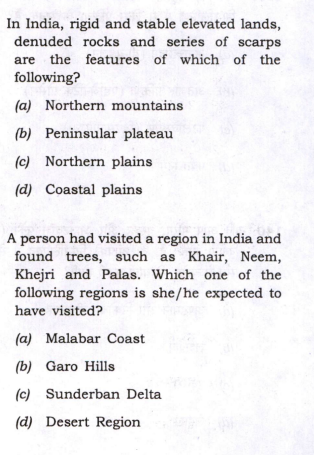 In India, rigid and stable elevated lands,
denuded rocks and series of scarps
are the features of which of the
following?
(a) Northern mountains
(b) Peninsular plateau
(c) Northern plains
(d) Coastal plains
A person had visited a region in India and
found trees, such as Khair, Neem,
Khejri and Palas. Which one of the
following regions is she/he expected to
have visited?
(a) Malabar Coast
(b) Garo Hills
(c) Sunderban Delta
(d) Desert Region